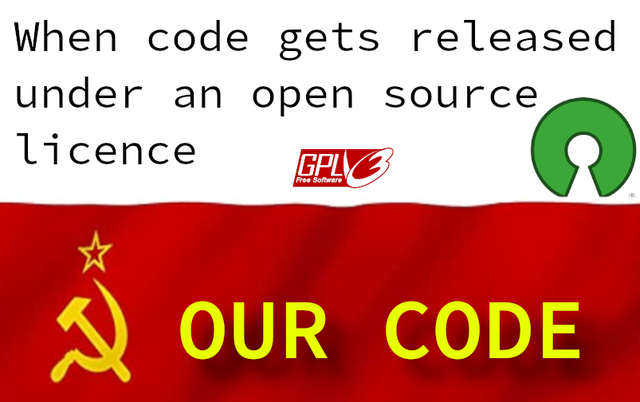 When code gets released
under an open source
licence
GPLv3
Free Software
®
OUR CODE